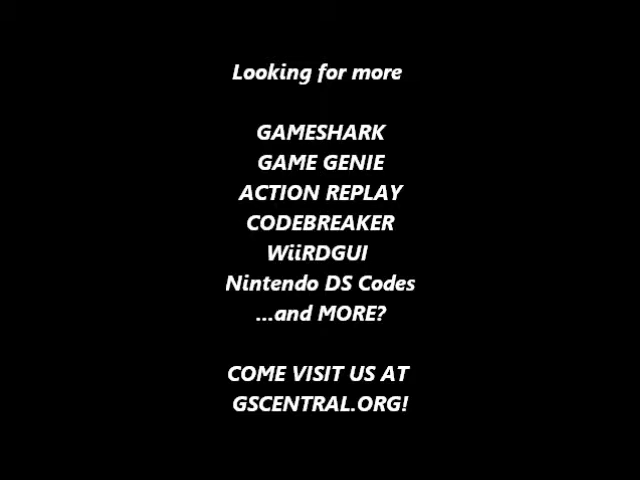 Looking for more
GAMESHARK
GAME GENIE
ACTION REPLAY
CODEBREAKER
WiiRDGUI
Nintendo DS Codes
...and MORE?
COME VISIT US AT
GSCENTRAL.ORG!